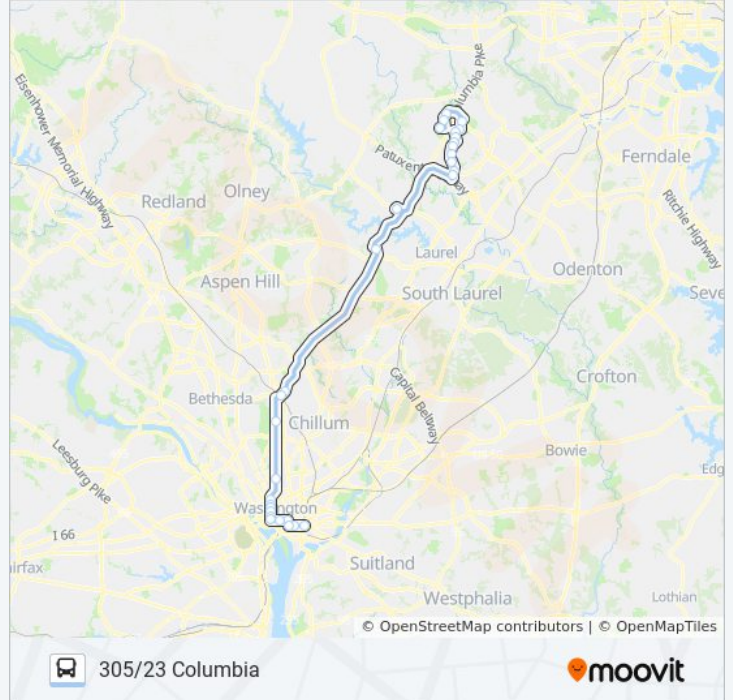 Columbia Pke
Eisenhower Memorial Highway
Ferndale
Patuxent
ay
Redland
Olney
Ritchie Highway
Laurel
Odenton
Aspen Hill
South Laurel
Seve
Capital Beltway
Crofton
Bethesda
Chillum
Bowie
Leesburg Pike
Edg
Washington
I 66
airfax
Suitland
Westphalia
Lothian
© OpenStreetMap contributors | © OpenMapTiles
305/23 Columbia
moovit